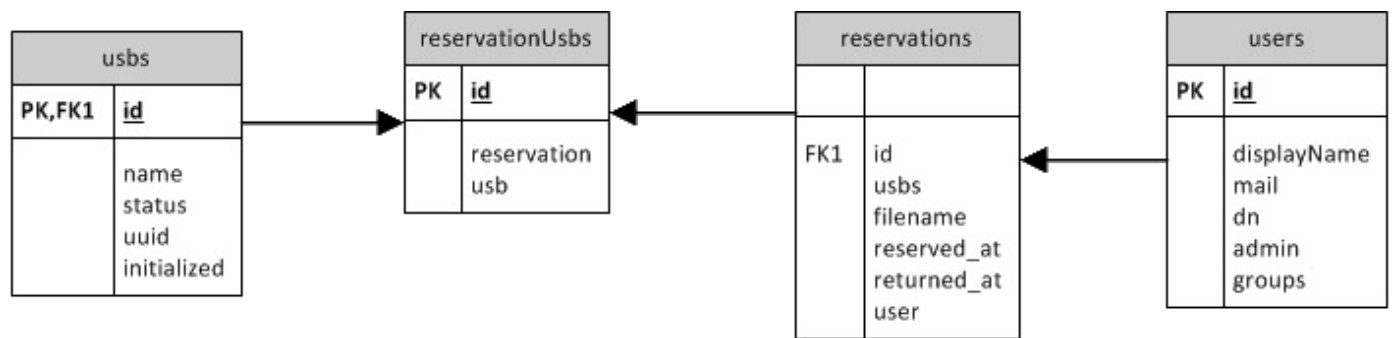 usbs
PK,FK1 id
name
status
uuid
initialized
reservationUsbs
PK id
reservation
usb
reservations
FK1 id
usbs
filename
reserved_at
returned_at
user
users
PK id
displayName
mail
dn
admin
groups